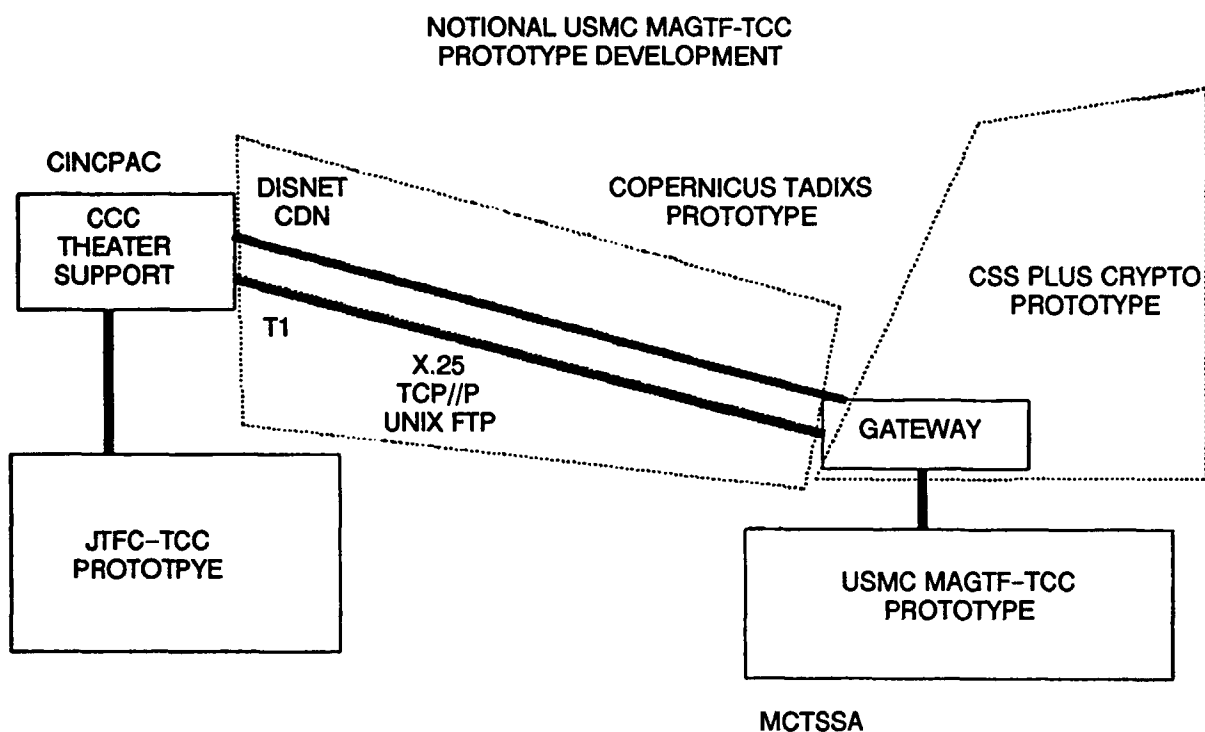 NOTIONAL USMC MAGTF-TCC
PROTOTYPE DEVELOPMENT
CINCPAC
CCC
THEATER
SUPPORT
DISNET
CDN
COPERNICUS TADIXS
PROTOTYPE
CSS PLUS CRYPTO
PROTOTYPE
T1
X.25
TCP//P
UNIX FTP
GATEWAY
JTFC-TCC
PROTOTPYE
USMC MAGTF-TCC
PROTOTYPE
MCTSSA